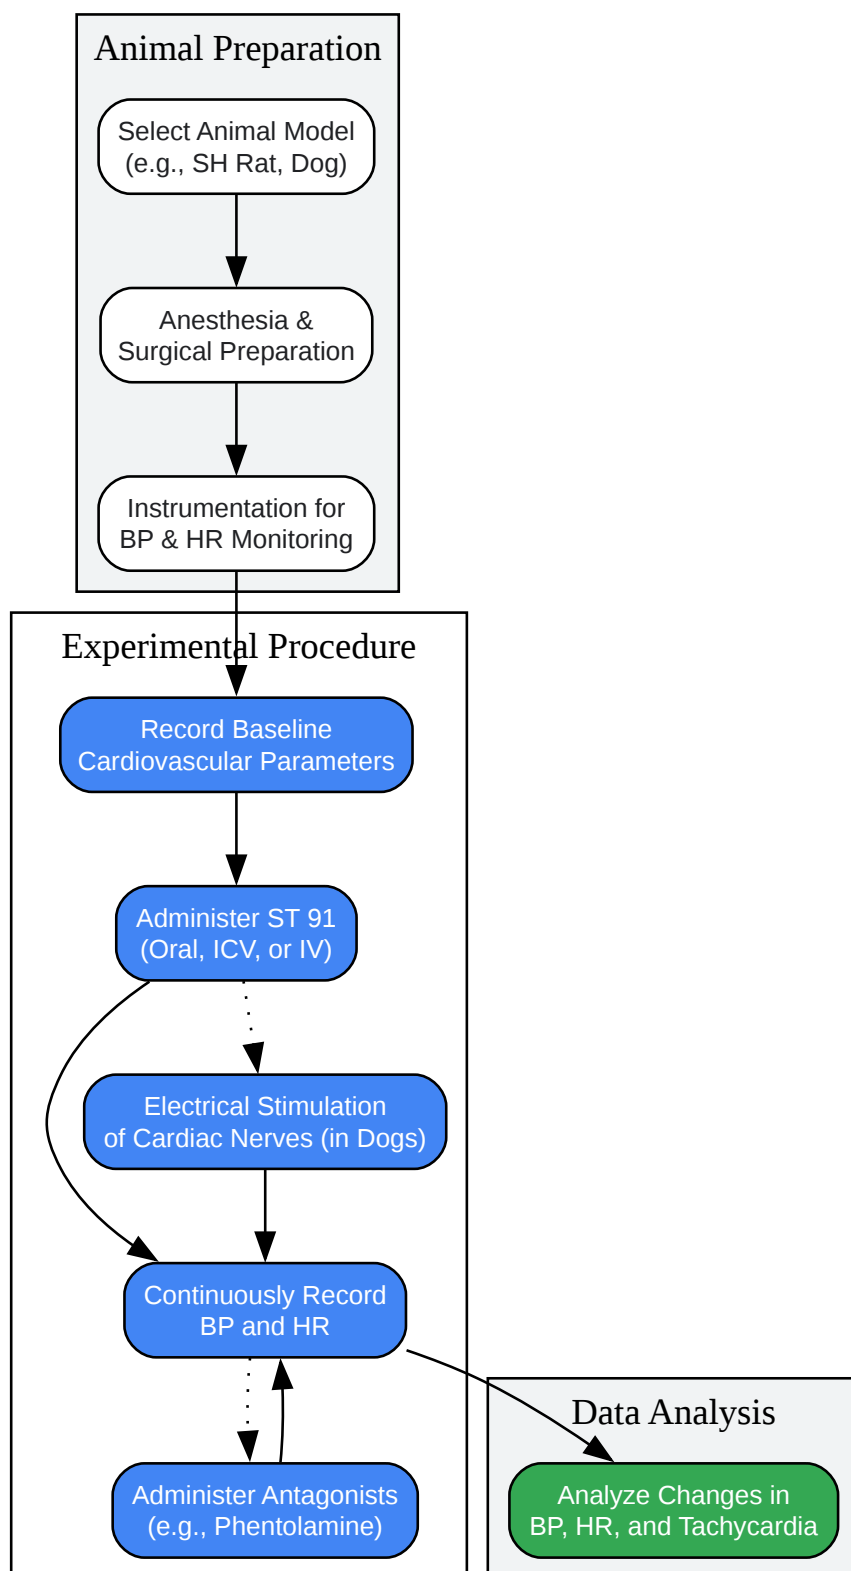 Animal Preparation
Select Animal Model
(e.g., SH Rat, Dog)
Anesthesia &
Surgical Preparation
Instrumentation for
BP & HR Monitoring
Experimental Procedure
Record Baseline
Cardiovascular Parameters
Administer ST 91
(Oral, ICV, or IV)
Electrical Stimulation
of Cardiac Nerves (in Dogs)
Continuously Record
BP and HR
Administer Antagonists
(e.g., Phentolamine)
Data Analysis
Analyze Changes in
BP, HR, and Tachycardia